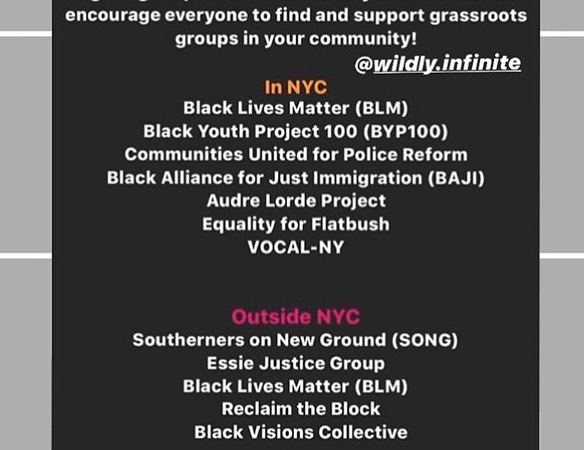 encourage everyone to find and support grassroots
groups in your community!
@wildly.infinite
In NYC
Black Lives Matter (BLM)
Black Youth Project 100 (BYP100)
Communities United for Police Reform
Black Alliance for Just Immigration (BAJI)
Audre Lorde Project
Equality for Flatbush
VOCAL-NY
Outside NYC
Southerners on New Ground (SONG)
Essie Justice Group
Black Lives Matter (BLM)
Reclaim the Block
Black Visions Collective